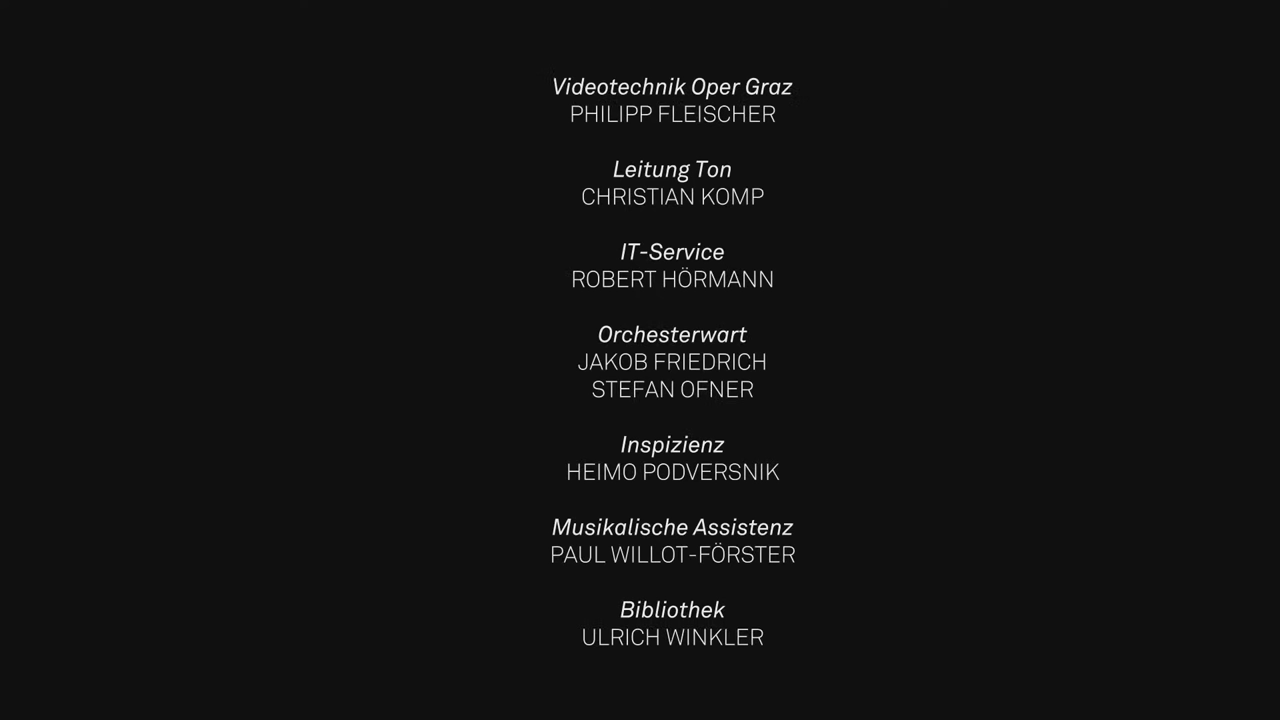 Videotechnik Oper Graz
PHILIPP FLEISCHER
Leitung Ton
CHRISTIAN KOMP
IT-Service
ROBERT HÖRMANN
Orchesterwart
JAKOB FRIEDRICH
STEFAN OFNER
Inspizienz
HEIMO PODVERSNIK
Musikalische Assistenz
PAUL WILLOT-FÖRSTER
Bibliothek
ULRICH WINKLER